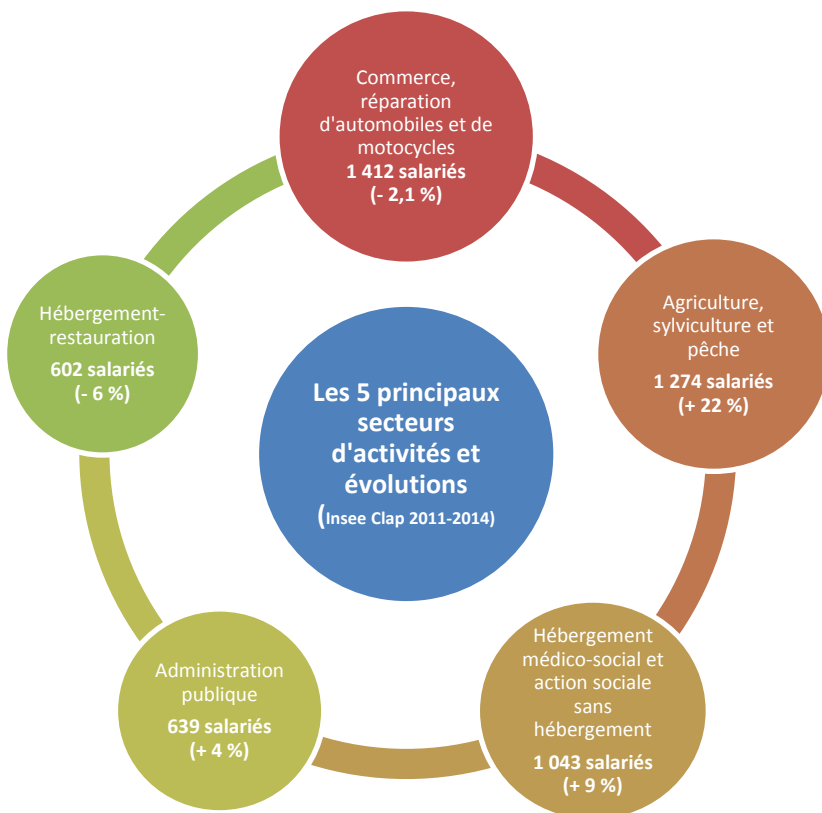 Commerce,
réparation
d'automobiles et de
motocycles
1 412 salariés
(- 2,1 %)
Agriculture,
sylviculture et
pêche
1 274 salariés
(+ 22 %)
Hébergement
médico-social et
action sociale
sans
hébergement
1 043 salariés
(+ 9 %)
Administration
publique
639 salariés
(+ 4 %)
Hébergement-
restauration
602 salariés
(- 6 %)
Les 5 principaux
secteurs
d'activités et
évolutions
(Insee Clap 2011-2014)